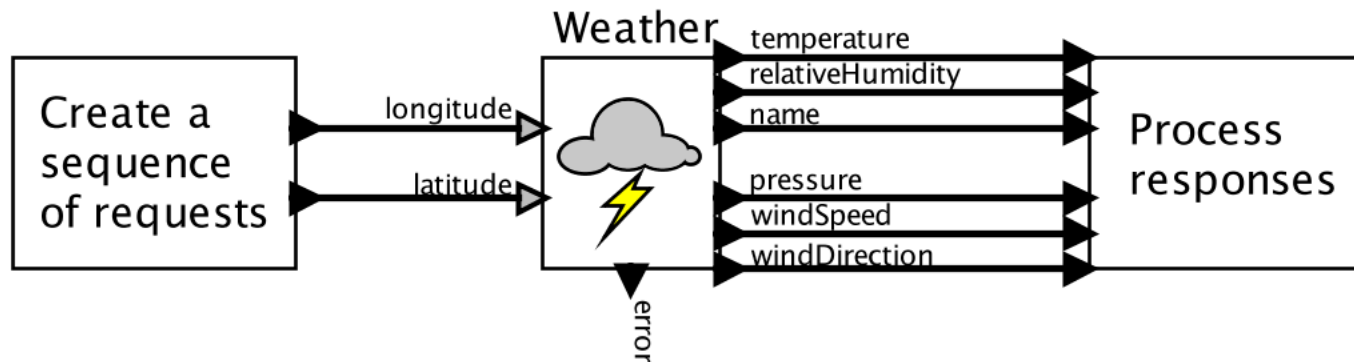 Weather
Create a
sequence
of requests
longitude
latitude
temperature
relativeHumidity
name
pressure
windSpeed
windDirection
error
Process
responses